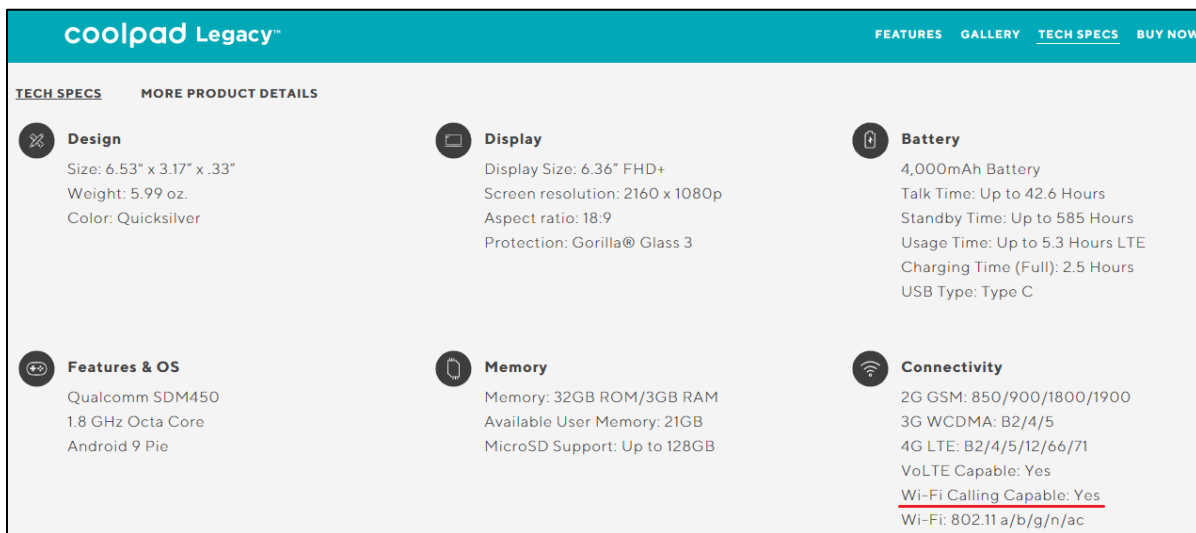 coolpad Legacy™
FEATURES GALLERY TECH SPECS BUY NOW
TECH SPECS MORE PRODUCT DETAILS
Design
Size: 6.53" x 3.17" x .33"
Weight: 5.99 oz.
Color: Quicksilver
Display
Display Size: 6.36" FHD+
Screen resolution: 2160 x 1080p
Aspect ratio: 18:9
Protection: Gorilla® Glass 3
Battery
4,000mAh Battery
Talk Time: Up to 42.6 Hours
Standby Time: Up to 585 Hours
Usage Time: Up to 5.3 Hours LTE
Charging Time (Full): 2.5 Hours
USB Type: Type C
Features & OS
Qualcomm SDM450
1.8 GHz Octa Core
Android 9 Pie
Memory
Memory: 32GB ROM/3GB RAM
Available User Memory: 21GB
MicroSD Support: Up to 128GB
Connectivity
2G GSM: 850/900/1800/1900
3G WCDMA: B2/4/5
4G LTE: B2/4/5/12/66/71
VoLTE Capable: Yes
Wi-Fi Calling Capable: Yes
Wi-Fi: 802.11 a/b/g/n/ac